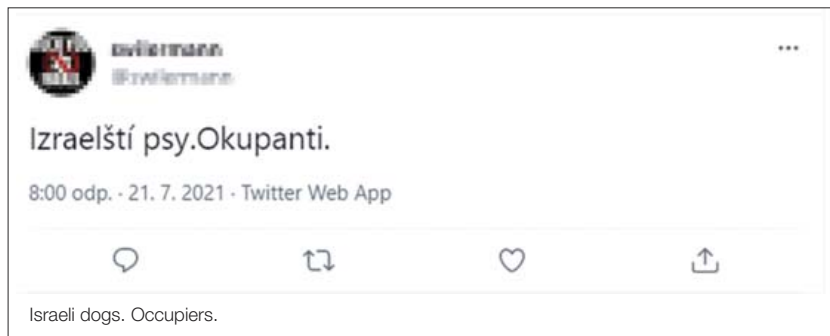 Izraelští psy.Okupanti.
8:00 odp. · 21. 7. 2021 · Twitter Web App
Israeli dogs. Occupiers.